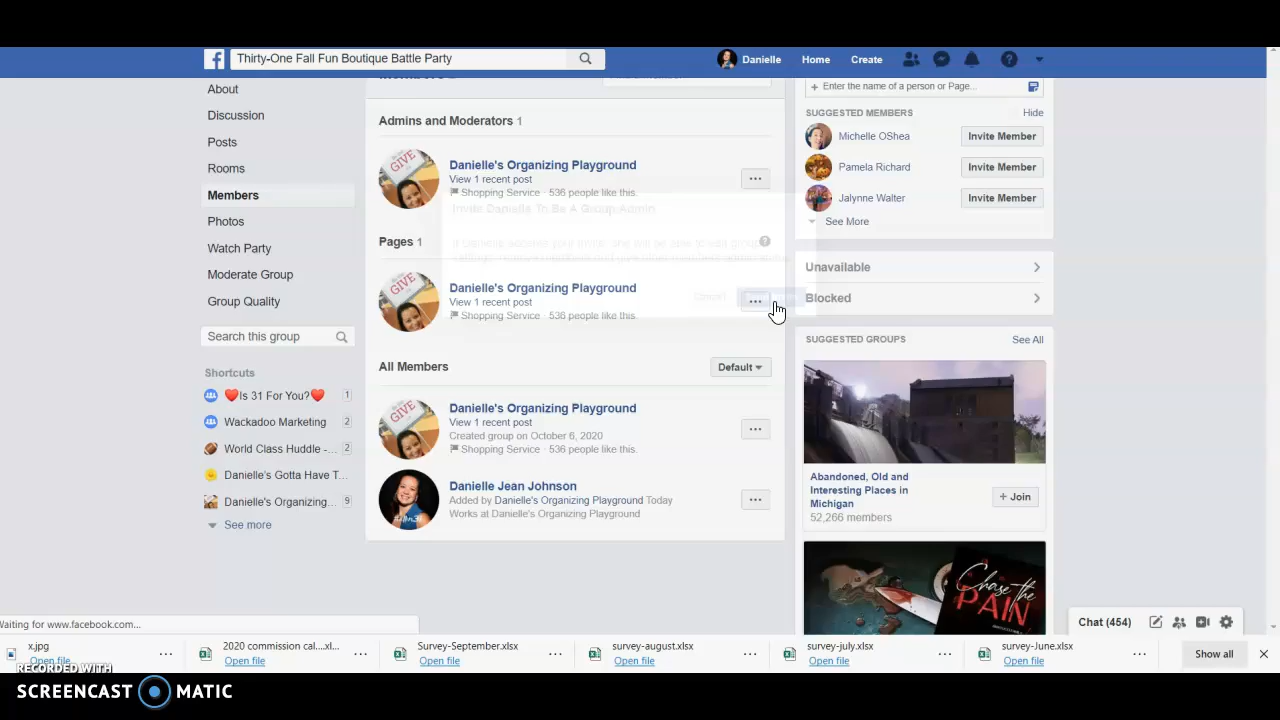 Thirty-One Fall Fun Boutique Battle Party
Danielle
Home
Create
About
Discussion
Posts
Rooms
Members
Photos
Watch Party
Moderate Group
Group Quality
Search this group
Shortcuts
❤️Is 31 For You?❤️ 1
Wackadoo Marketing 2
World Class Huddle -... 2
Danielle's Gotta Have T...
Danielle's Organizing... 9
See more
Admins and Moderators 1
Danielle's Organizing Playground
View 1 recent post
Shopping Service · 536 people like this.
Invite Danielle To Be A Group Admin
Pages 1
Danielle's Organizing Playground
View 1 recent post
Cancel
Shopping Service · 536 people like this.
All Members
Default
Danielle's Organizing Playground
View 1 recent post
Created group on October 6, 2020
Shopping Service · 536 people like this.
Danielle Jean Johnson
Added by Danielle's Organizing Playground Today
Works at Danielle's Organizing Playground
+ Enter the name of a person or Page...
SUGGESTED MEMBERS Hide
Michelle OShea Invite Member
Pamela Richard Invite Member
Jalynne Walter Invite Member
See More
Unavailable
Blocked
SUGGESTED GROUPS See All
Abandoned, Old and
Interesting Places in
Michigan
52,266 members
+ Join
Chase the
PAIN
Chat (454)
Waiting for www.facebook.com...
x.jpg
Open file
2020 commission cal....xl...
Open file
Survey-September.xlsx
Open file
survey-august.xlsx
Open file
survey-july.xlsx
Open file
survey-June.xlsx
Open file
Show all
RECORDED WITH
SCREENCAST MATIC